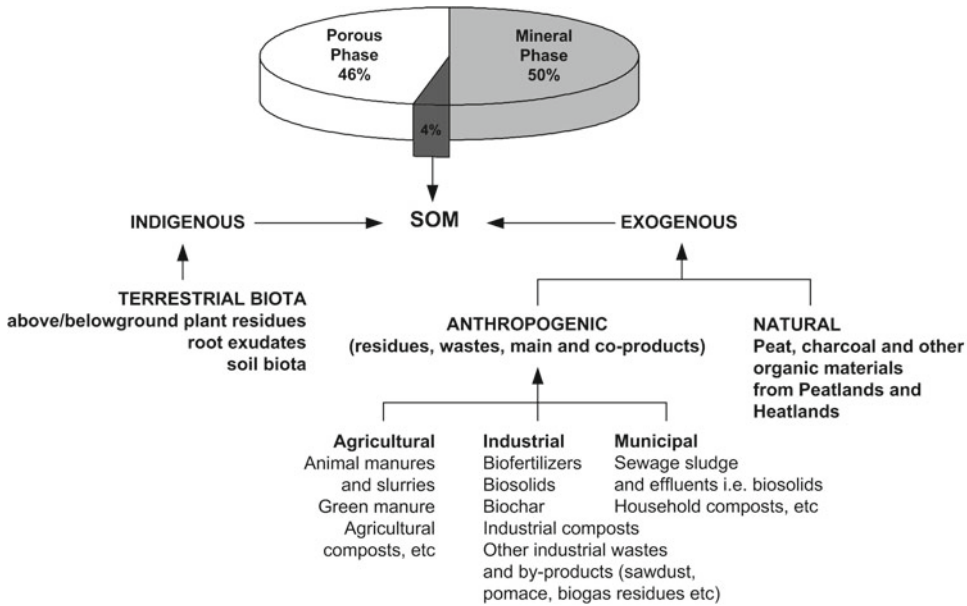 Porous
Phase
46%
Mineral
Phase
50%
4%
INDIGENOUS
SOM
EXOGENOUS
TERRESTRIAL BIOTA
above/belowground plant residues
root exudates
soil biota
ANTHROPOGENIC
(residues, wastes, main and co-products)
NATURAL
Peat, charcoal and other
organic materials
from Peatlands and
Heatlands
Agricultural
Animal manures
and slurries
Green manure
Agricultural
composts, etc
Industrial
Biofertilizers
Biosolids
Biochar
Industrial composts
Other industrial wastes
and by-products (sawdust,
pomace, biogas residues etc)
Municipal
Sewage sludge
and effluents i.e. biosolids
Household composts, etc